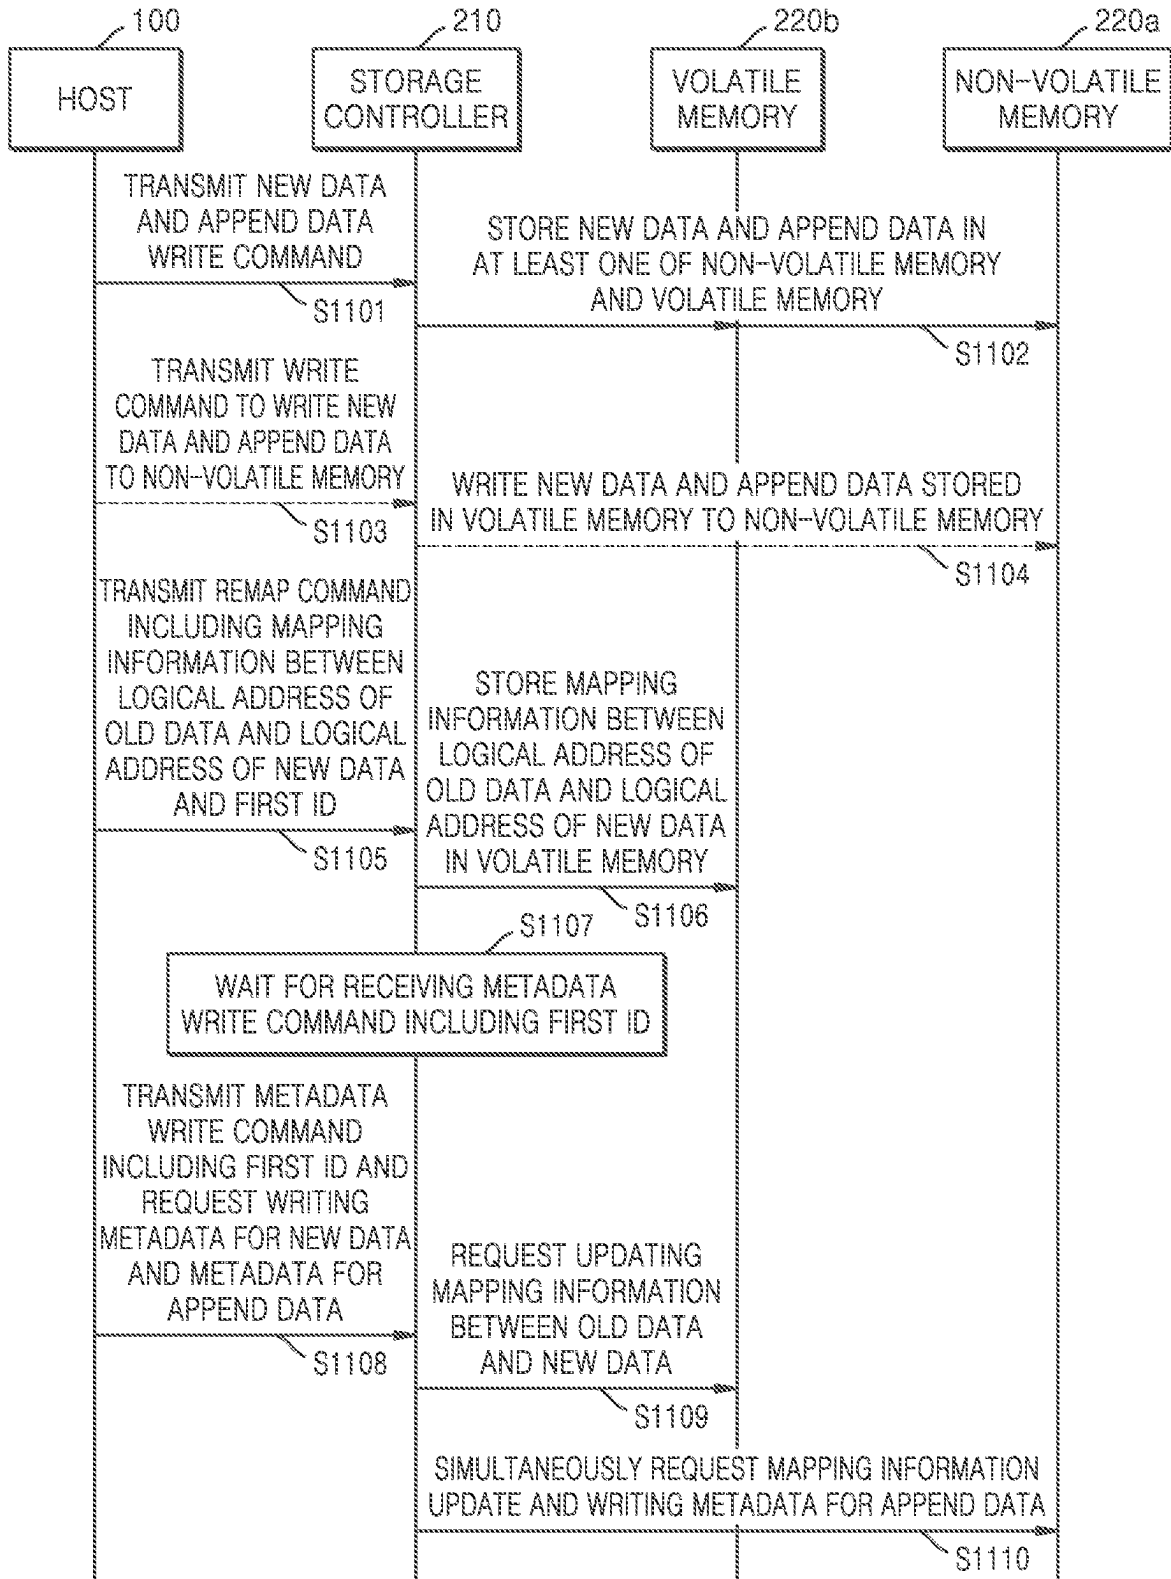 100
210
220b
220a
HOST
STORAGE
CONTROLLER
VOLATILE
MEMORY
NON-VOLATILE
MEMORY
TRANSMIT NEW DATA
AND APPEND DATA
WRITE COMMAND
S1101
STORE NEW DATA AND APPEND DATA IN
AT LEAST ONE OF NON-VOLATILE MEMORY
AND VOLATILE MEMORY
S1102
TRANSMIT WRITE
COMMAND TO WRITE NEW
DATA AND APPEND DATA
TO NON-VOLATILE MEMORY
S1103
WRITE NEW DATA AND APPEND DATA STORED
IN VOLATILE MEMORY TO NON-VOLATILE MEMORY
S1104
TRANSMIT REMAP COMMAND
INCLUDING MAPPING
INFORMATION BETWEEN
LOGICAL ADDRESS OF
OLD DATA AND LOGICAL
ADDRESS OF NEW DATA
AND FIRST ID
S1105
STORE MAPPING
INFORMATION BETWEEN
LOGICAL ADDRESS OF
OLD DATA AND LOGICAL
ADDRESS OF NEW DATA
IN VOLATILE MEMORY
S1106
S1107
WAIT FOR RECEIVING METADATA
WRITE COMMAND INCLUDING FIRST ID
TRANSMIT METADATA
WRITE COMMAND
INCLUDING FIRST ID AND
REQUEST WRITING
METADATA FOR NEW DATA
AND METADATA FOR
APPEND DATA
S1108
REQUEST UPDATING
MAPPING INFORMATION
BETWEEN OLD DATA
AND NEW DATA
S1109
SIMULTANEOUSLY REQUEST MAPPING INFORMATION
UPDATE AND WRITING METADATA FOR APPEND DATA
S1110